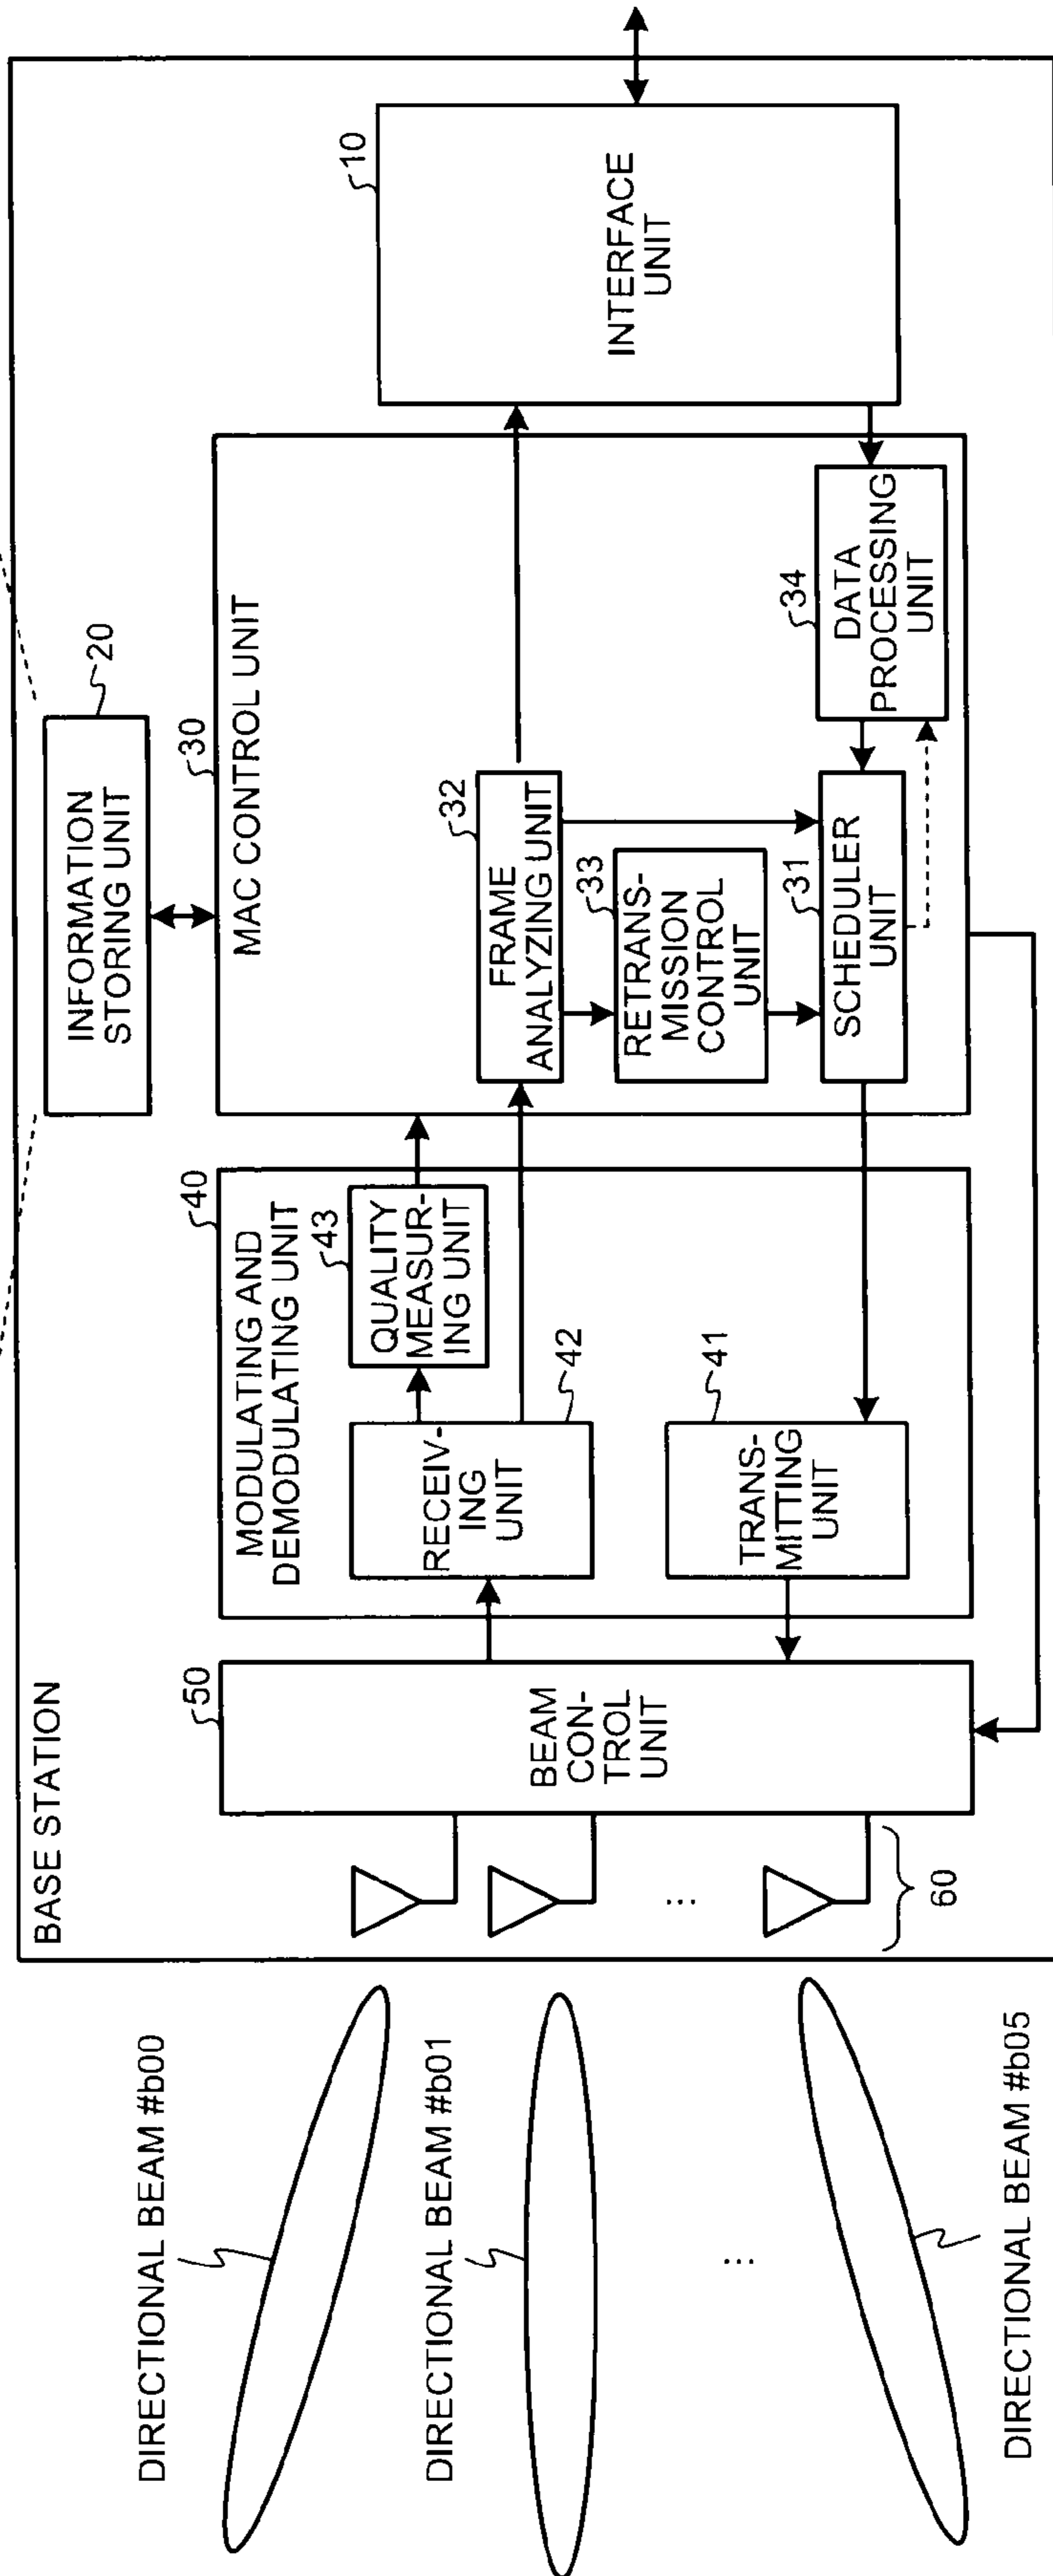 BASE STATION
INFORMATION
STORING UNIT
20
DIRECTIONAL BEAM #b00
DIRECTIONAL BEAM #b01
...
DIRECTIONAL BEAM #b05
...
60
50
BEAM
CON-
TROL
UNIT
40
MODULATING AND
DEMODULATING UNIT
43
QUALITY
MEASUR-
ING UNIT
RECEIV-
ING
UNIT
42
41
TRANS-
MITTING
UNIT
30
MAC CONTROL UNIT
32
FRAME
ANALYZING UNIT
33
RETRANS-
MISSION
CONTROL
UNIT
31
SCHEDULER
UNIT
34
DATA
PROCESSING
UNIT
10
INTERFACE
UNIT